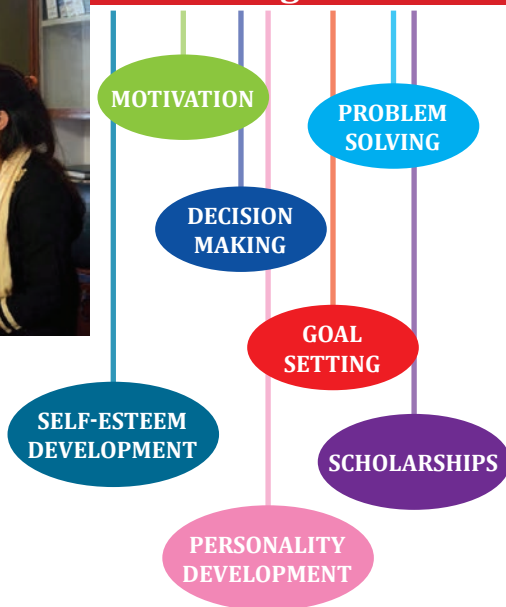 MOTIVATION
PROBLEM
SOLVING
DECISION
MAKING
GOAL
SETTING
SELF-ESTEEM
DEVELOPMENT
SCHOLARSHIPS
PERSONALITY
DEVELOPMENT